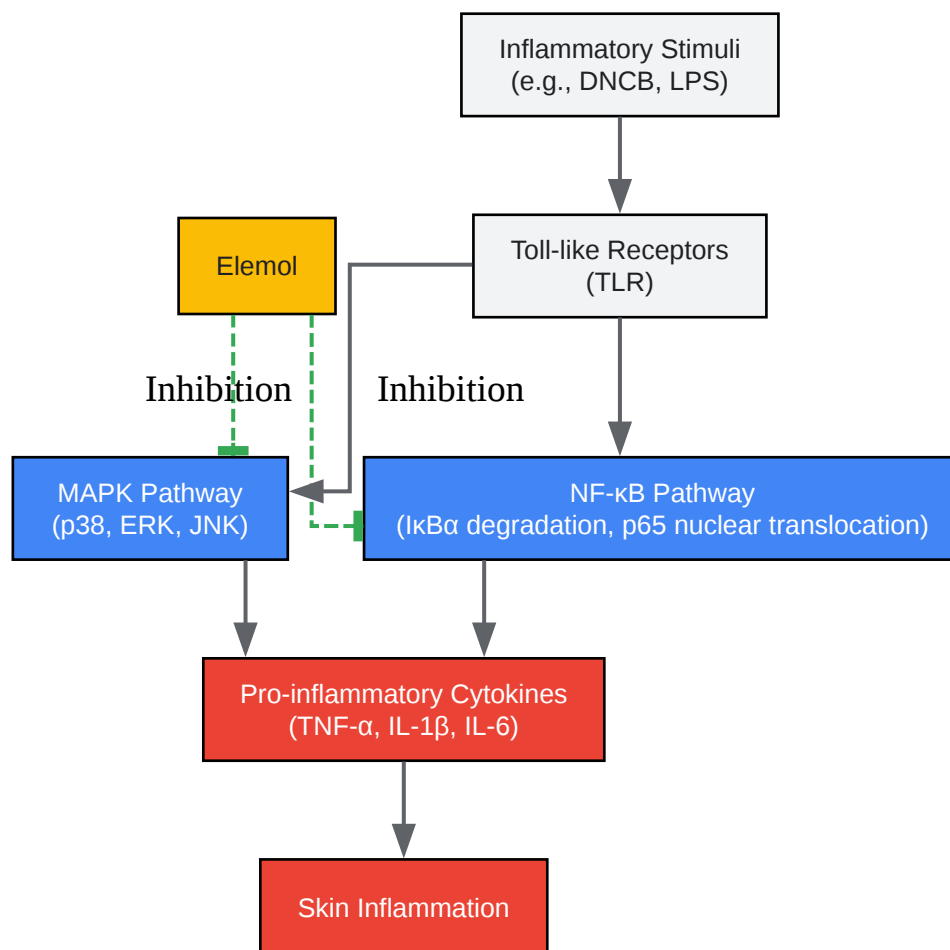 Inflammatory Stimuli
(e.g., DNCB, LPS)
Elemol
Toll-like Receptors
(TLR)
Inhibition
Inhibition
MAPK Pathway
(p38, ERK, JNK)
NF-κB Pathway
(IκBα degradation, p65 nuclear translocation)
Pro-inflammatory Cytokines
(TNF-α, IL-1β, IL-6)
Skin Inflammation